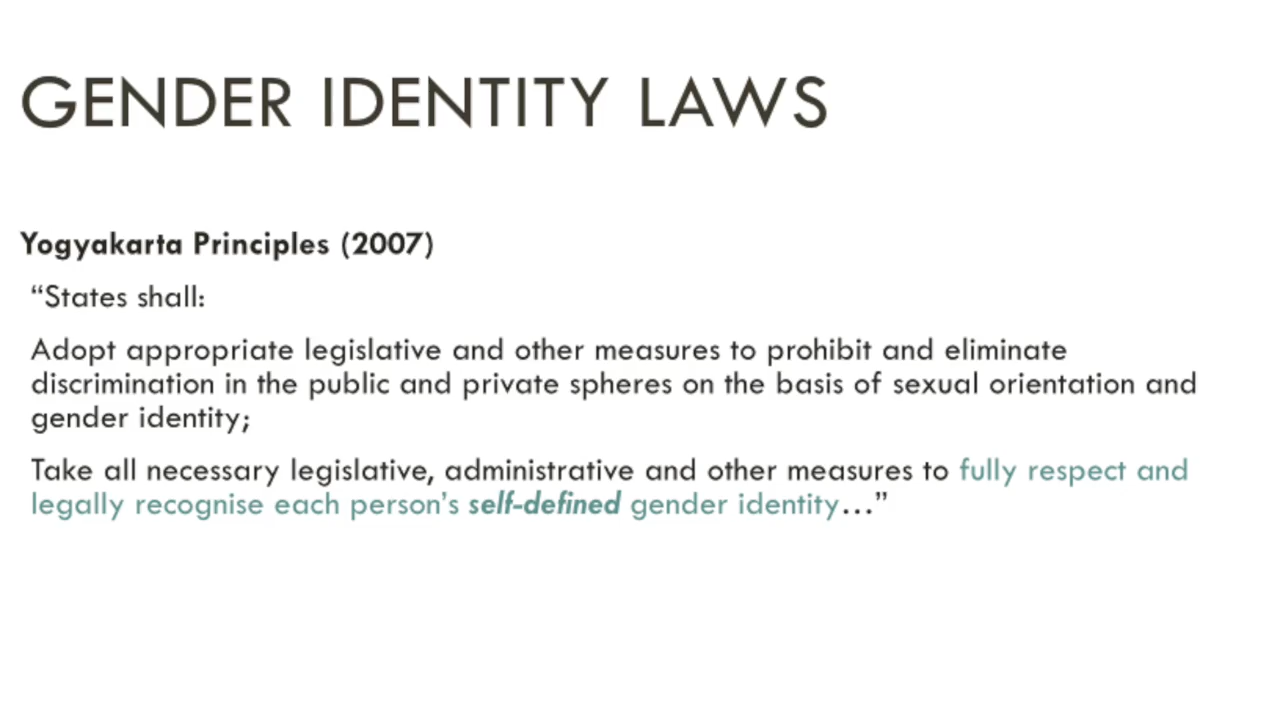 GENDER IDENTITY LAWS
Yogyakarta Principles (2007)
“States shall:
Adopt appropriate legislative and other measures to prohibit and eliminate
discrimination in the public and private spheres on the basis of sexual orientation and
gender identity;
Take all necessary legislative, administrative and other measures to fully respect and
legally recognise each person’s self-defined gender identity…”